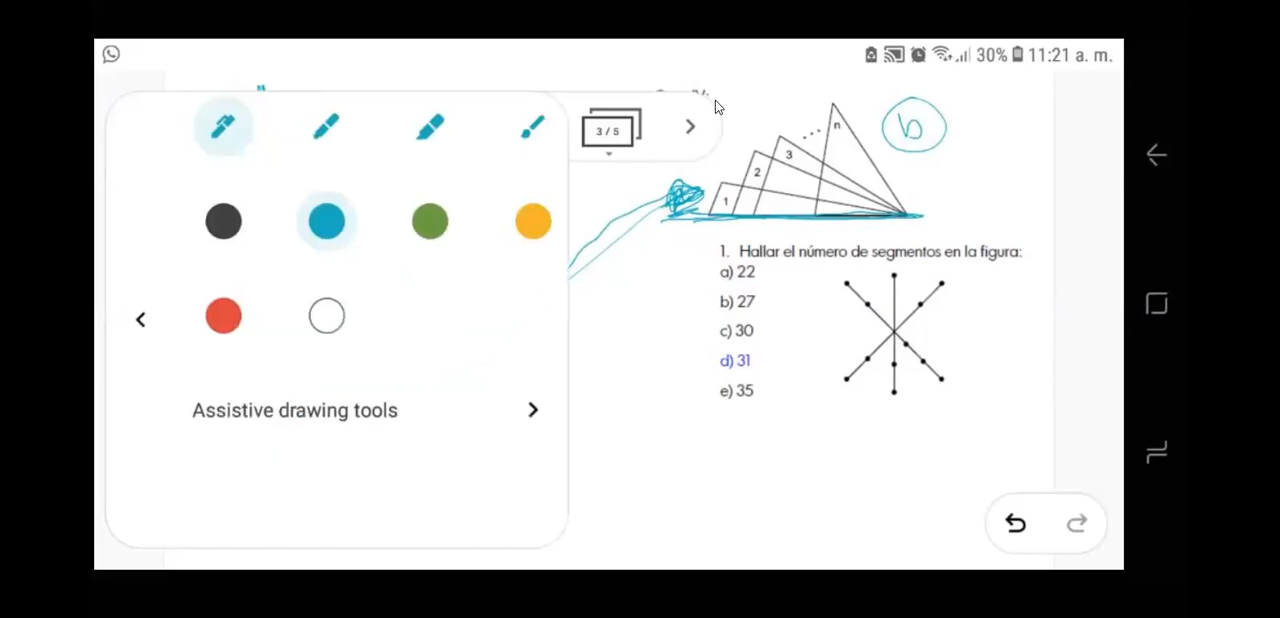 30% 11:21 a. m.
3 / 5
n
b
3
2
1
1. Hallar el número de segmentos en la figura:
a) 22
b) 27
c) 30
d) 31
e) 35
Assistive drawing tools